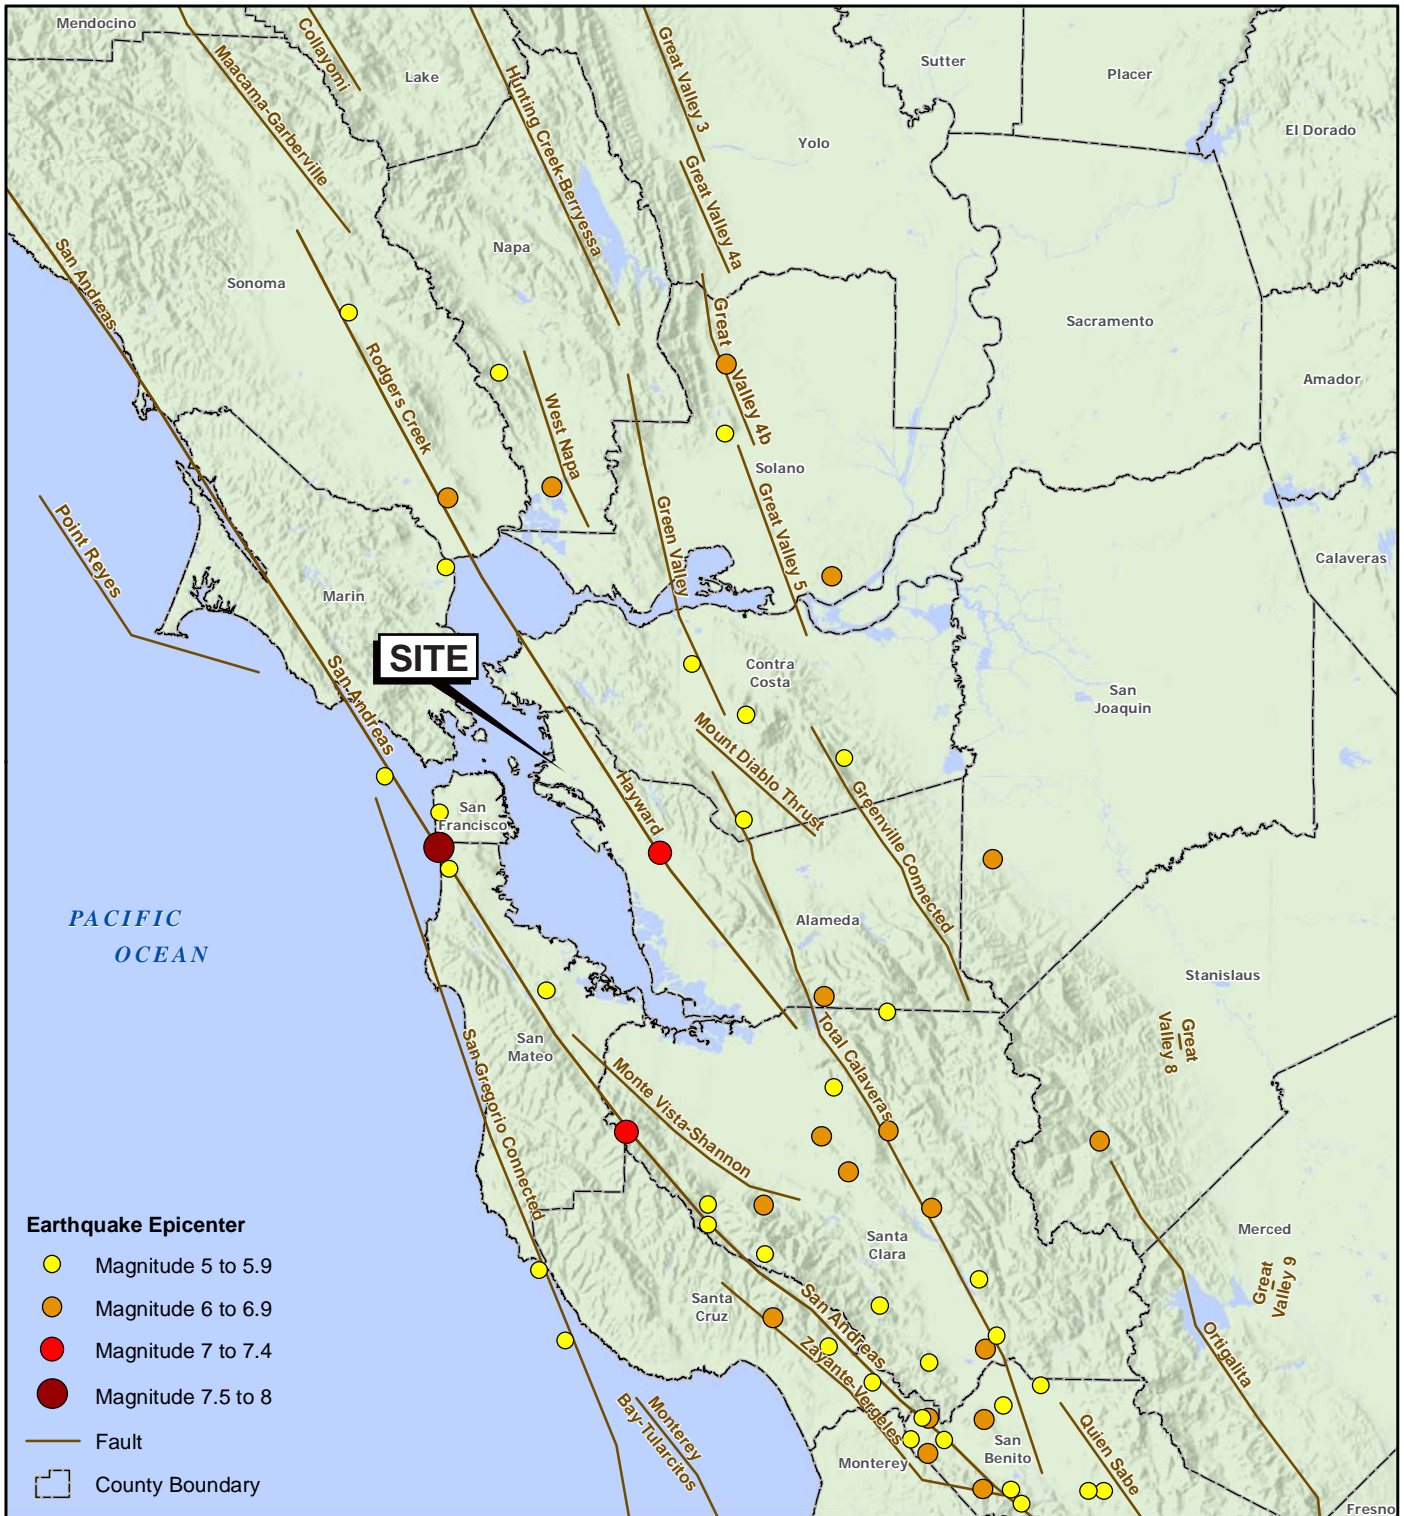 Mendocino
Collayomi
Lake
Maacama-Garberville
Hunting Creek-Berryessa
Great Valley 3
Sutter
Placer
El Dorado
Yolo
Great Valley 4a
San Andreas
Sonoma
Napa
Great
Valley 4b
Sacramento
Amador
Rodgers Creek
West Napa
Solano
Great Valley 5
Green Valley
Point Reyes
Marin
Calaveras
SITE
San Andreas
Contra
Costa
San
Joaquin
Mount Diablo Thrust
Hayward
Greenville Connected
San
Francisco
PACIFIC
OCEAN
Alameda
Stanislaus
San
Mateo
San Gregorio Connected
Monte Vista-Shannon
Total Calaveras
Great
Valley 8
Santa
Clara
Merced
Great
Valley 9
Ortigalita
Santa
Cruz
San Andreas
Zayante-Vergeles
Monterey
Bay-Tularcitos
Monterey
San
Benito
Quien Sabe
Fresno
Earthquake Epicenter
Magnitude 5 to 5.9
Magnitude 6 to 6.9
Magnitude 7 to 7.4
Magnitude 7.5 to 8
Fault
County Boundary